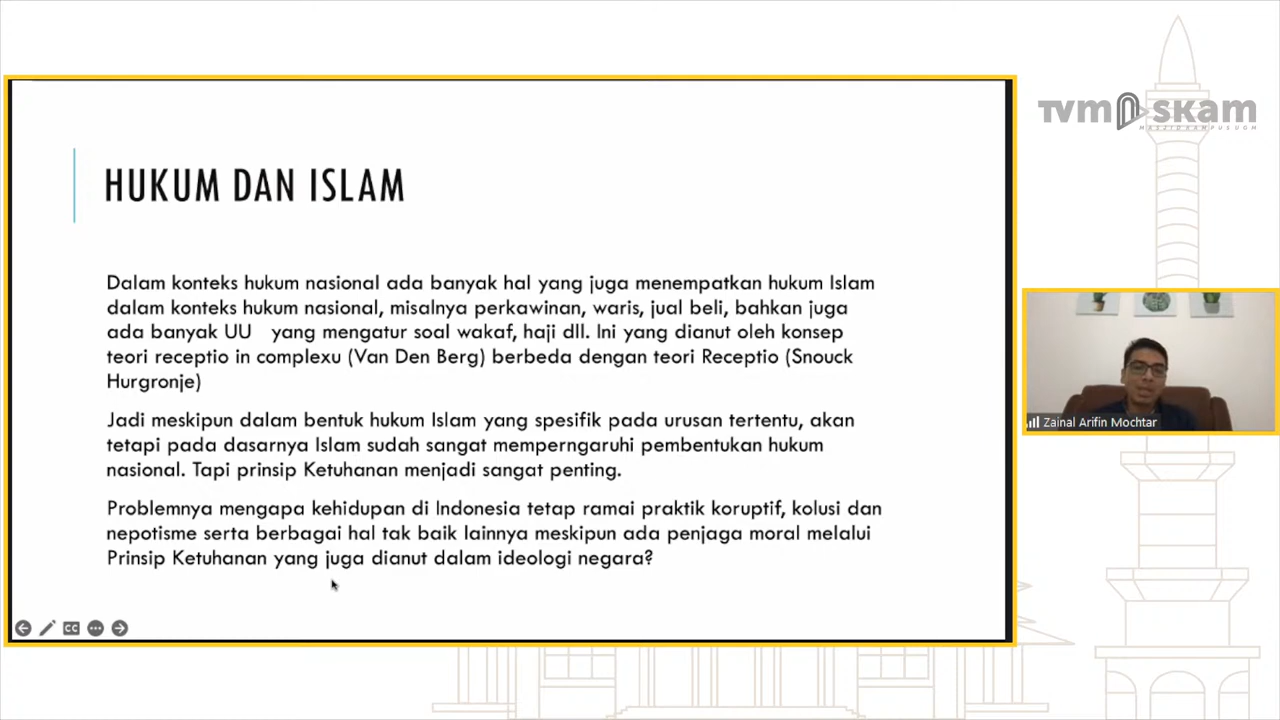 HUKUM DAN ISLAM
Dalam konteks hukum nasional ada banyak hal yang juga menempatkan hukum Islam
dalam konteks hukum nasional, misalnya perkawinan, waris, jual beli, bahkan juga
ada banyak UU yang mengatur soal wakaf, haji dll. Ini yang dianut oleh konsep
teori receptio in complexu (Van Den Berg) berbeda dengan teori Receptio (Snouck
Hurgronje)
Jadi meskipun dalam bentuk hukum Islam yang spesifik pada urusan tertentu, akan
tetapi pada dasarnya Islam sudah sangat memperngaruhi pembentukan hukum
nasional. Tapi prinsip Ketuhanan menjadi sangat penting.
Problemnya mengapa kehidupan di Indonesia tetap ramai praktik koruptif, kolusi dan
nepotisme serta berbagai hal tak baik lainnya meskipun ada penjaga moral melalui
Prinsip Ketuhanan yang juga dianut dalam ideologi negara?
CC
TVM SKAM
MASJID KAMPUS UGM
Zainal Arifin Mochtar